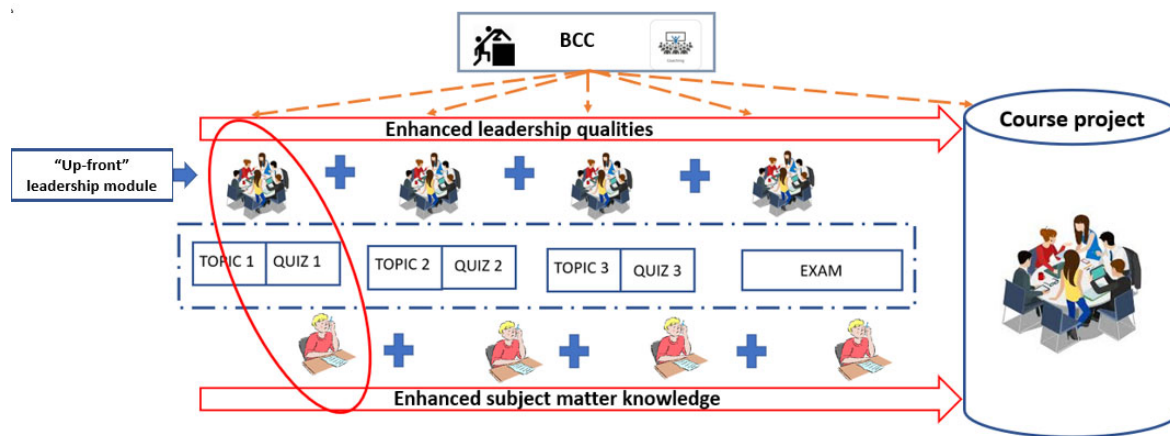 BCC
Enhanced leadership qualities
Course project
"Up-front"
leadership module
TOPIC 1 QUIZ 1 TOPIC 2 QUIZ 2 TOPIC 3 QUIZ 3 EXAM
Enhanced subject matter knowledge